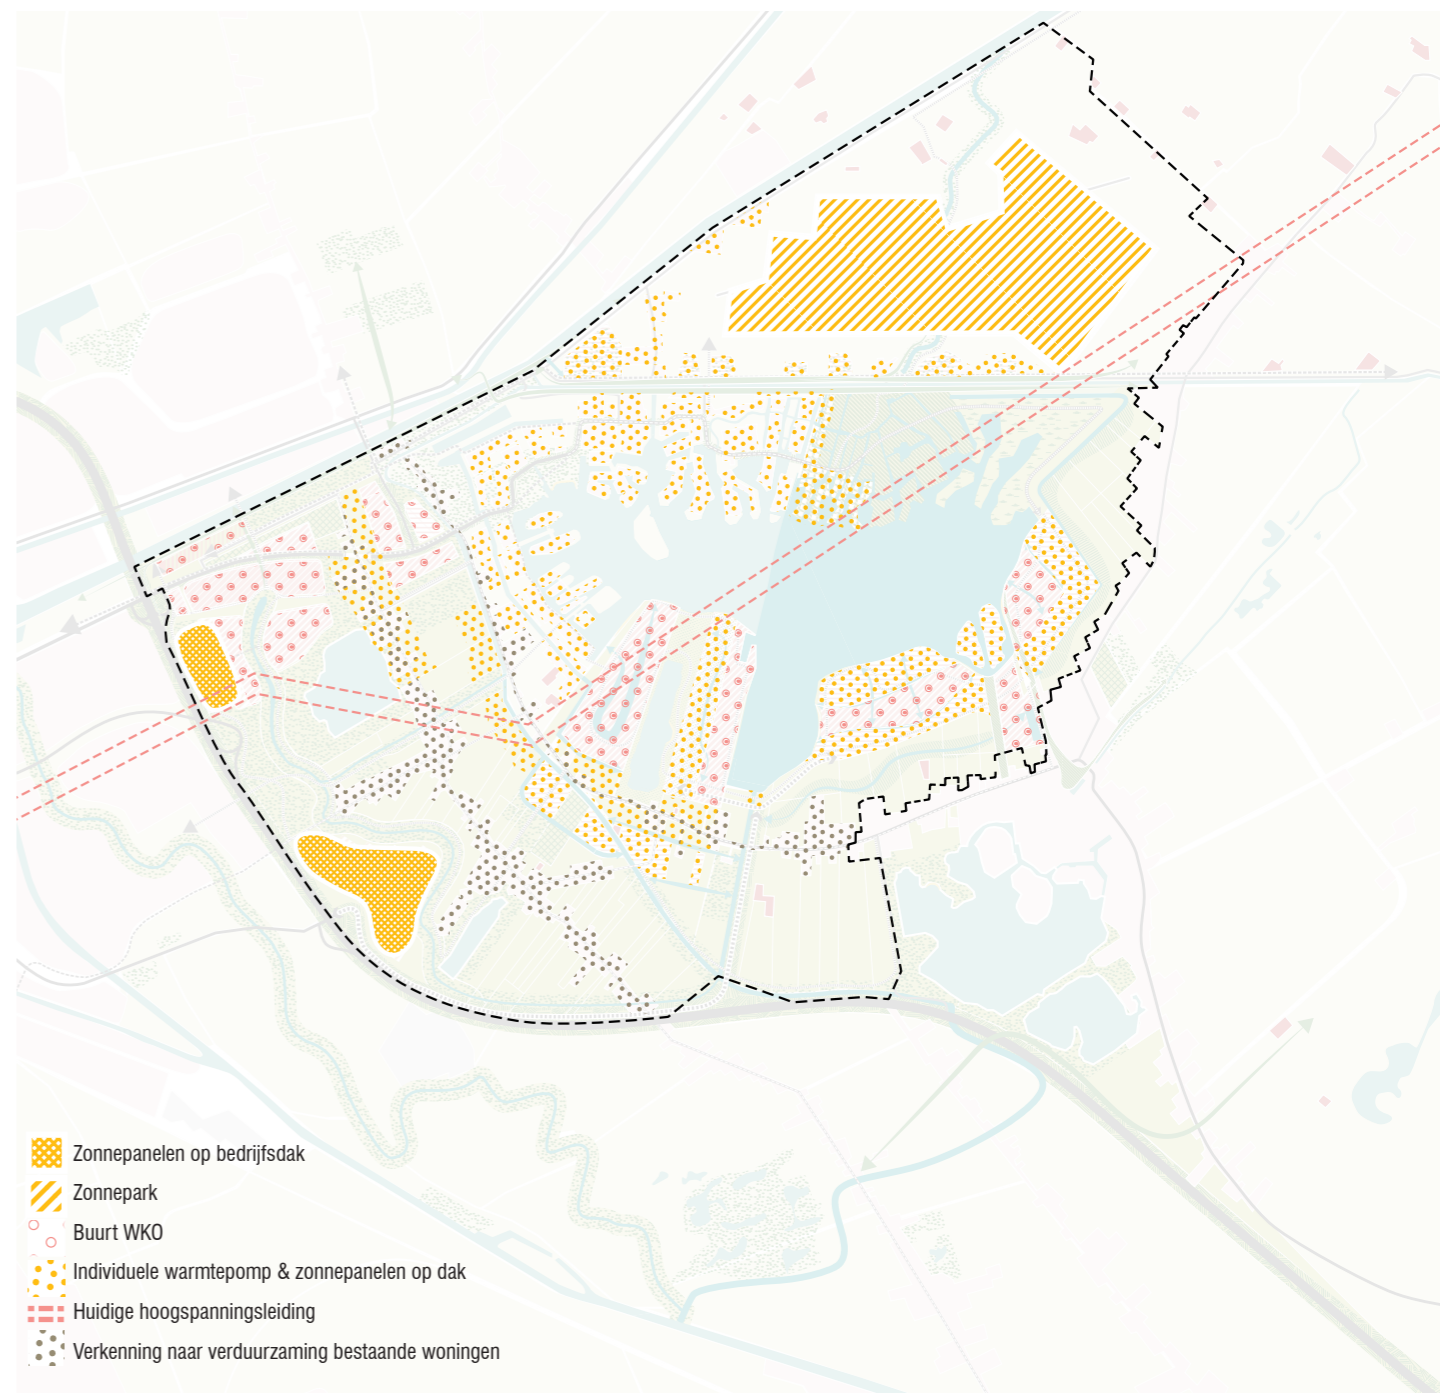 Zonnepanelen op bedrijfsdak
Zonnepark
Buurt WKO
Individuele warmtepomp & zonnepanelen op dak
Huidige hoogspanningsleiding
Verkenning naar verduurzaming bestaande woningen